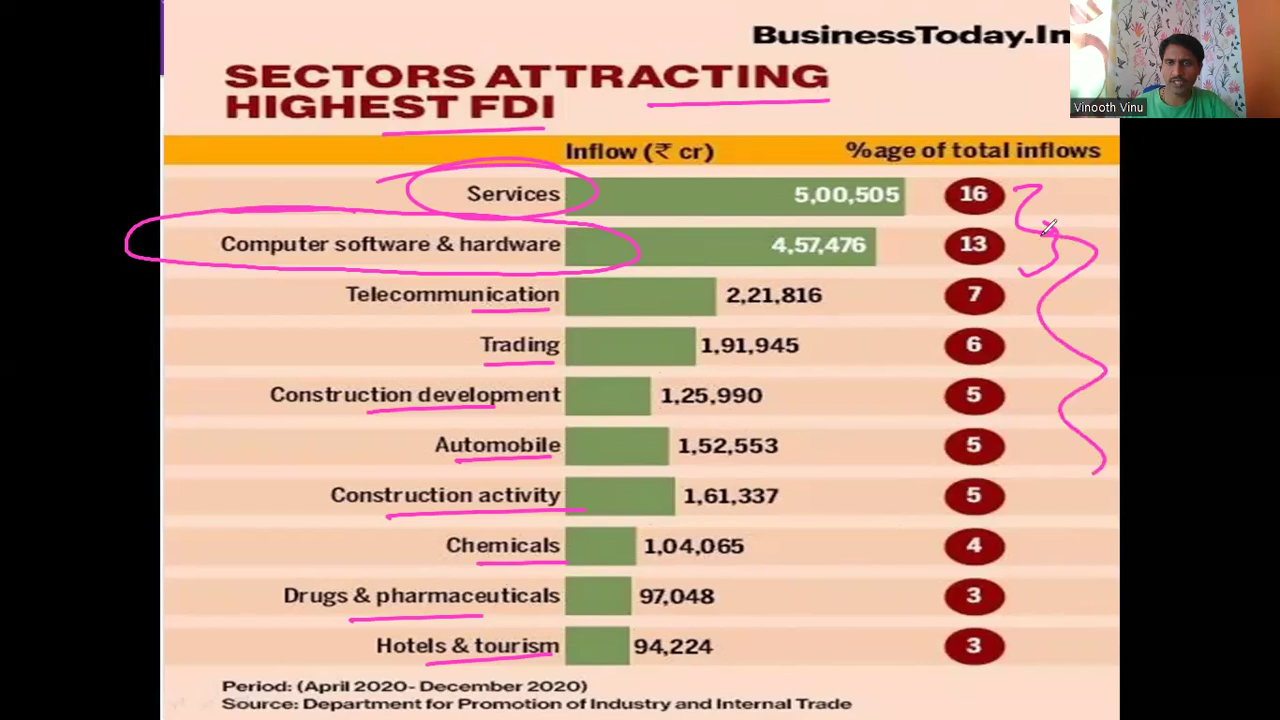 BusinessToday.In
Vinooth Vinu
SECTORS ATTRACTING
HIGHEST FDI
Inflow (₹ cr) %age of total inflows
Services 5,00,505 16
Computer software & hardware 4,57,476 13
Telecommunication 2,21,816 7
Trading 1,91,945 6
Construction development 1,25,990 5
Automobile 1,52,553 5
Construction activity 1,61,337 5
Chemicals 1,04,065 4
Drugs & pharmaceuticals 97,048 3
Hotels & tourism 94,224 3
Period: (April 2020- December 2020)
Source: Department for Promotion of Industry and Internal Trade